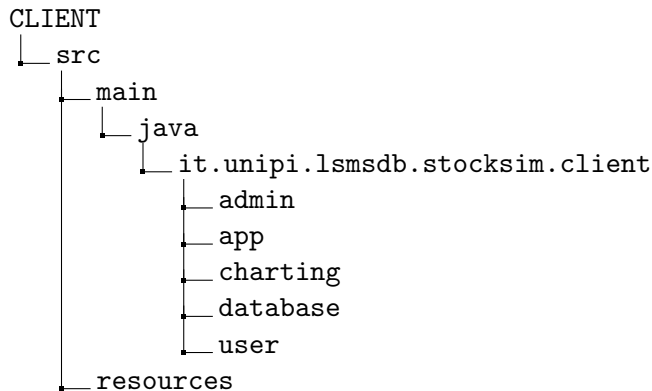 CLIENT
src
main
java
it.unipi.lsmsdb.stocksim.client
admin
app
charting
database
user
resources